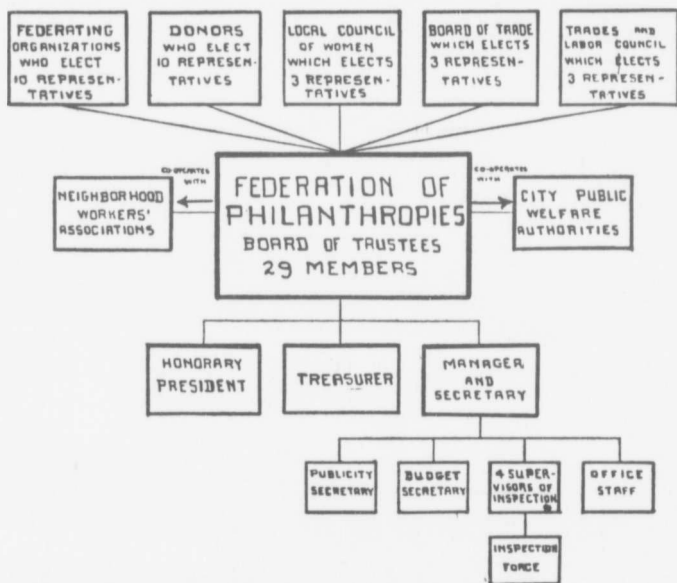 FEDERATING
ORGANIZATIONS
WHO ELECT
10 REPRESEN-
TATIVES
DONORS
WHO ELECT
10 REPRESEN-
TATIVES
LOCAL COUNCIL
OF WOMEN
WHICH ELECTS
3 REPRESEN-
TATIVES
BOARD OF TRADE
WHICH ELECTS
3 REPRESEN-
TATIVES
TRADES AND
LABOR COUNCIL
WHICH ELECTS
3 REPRESEN-
TATIVES
NEIGHBORHOOD
WORKERS'
ASSOCIATIONS
CO-OPERATES
WITH
FEDERATION OF
PHILANTHROPIES
BOARD OF TRUSTEES
29 MEMBERS
CO-OPERATES
WITH
CITY PUBLIC
WELFARE
AUTHORITIES
HONORARY
PRESIDENT
TREASURER
MANAGER
AND
SECRETARY
PUBLICITY
SECRETARY
BUDGET
SECRETARY
4 SUPER-
VISORS OF
INSPECTION
OFFICE
STAFF
INSPECTION
FORCE